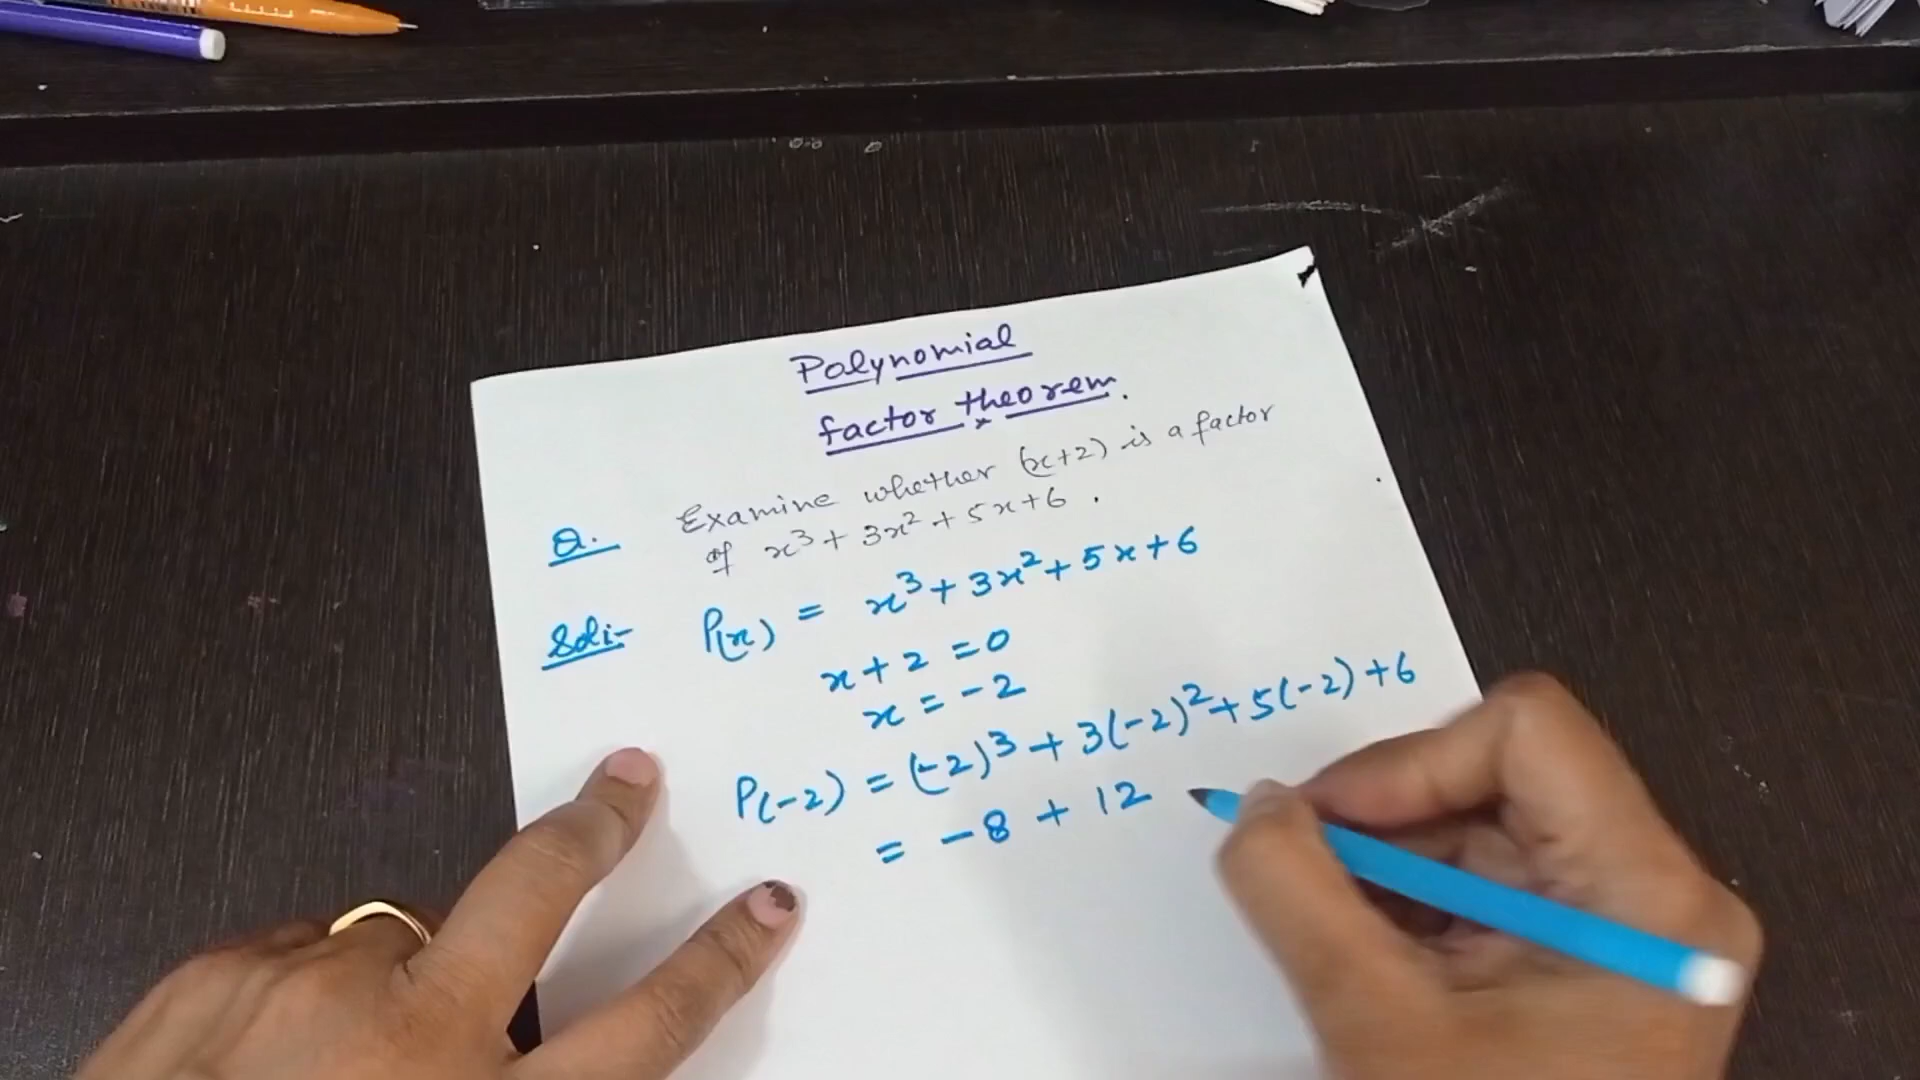 Polynomial
factor theorem.
Q. Examine whether (x+2) is a factor
of x³ + 3x² + 5x+6 .
Sol:- P(x) = x³ + 3x² + 5x+6
x + 2 = 0
x = -2
P(-2) = (-2)³ + 3(-2)² + 5(-2) + 6
= -8 + 12